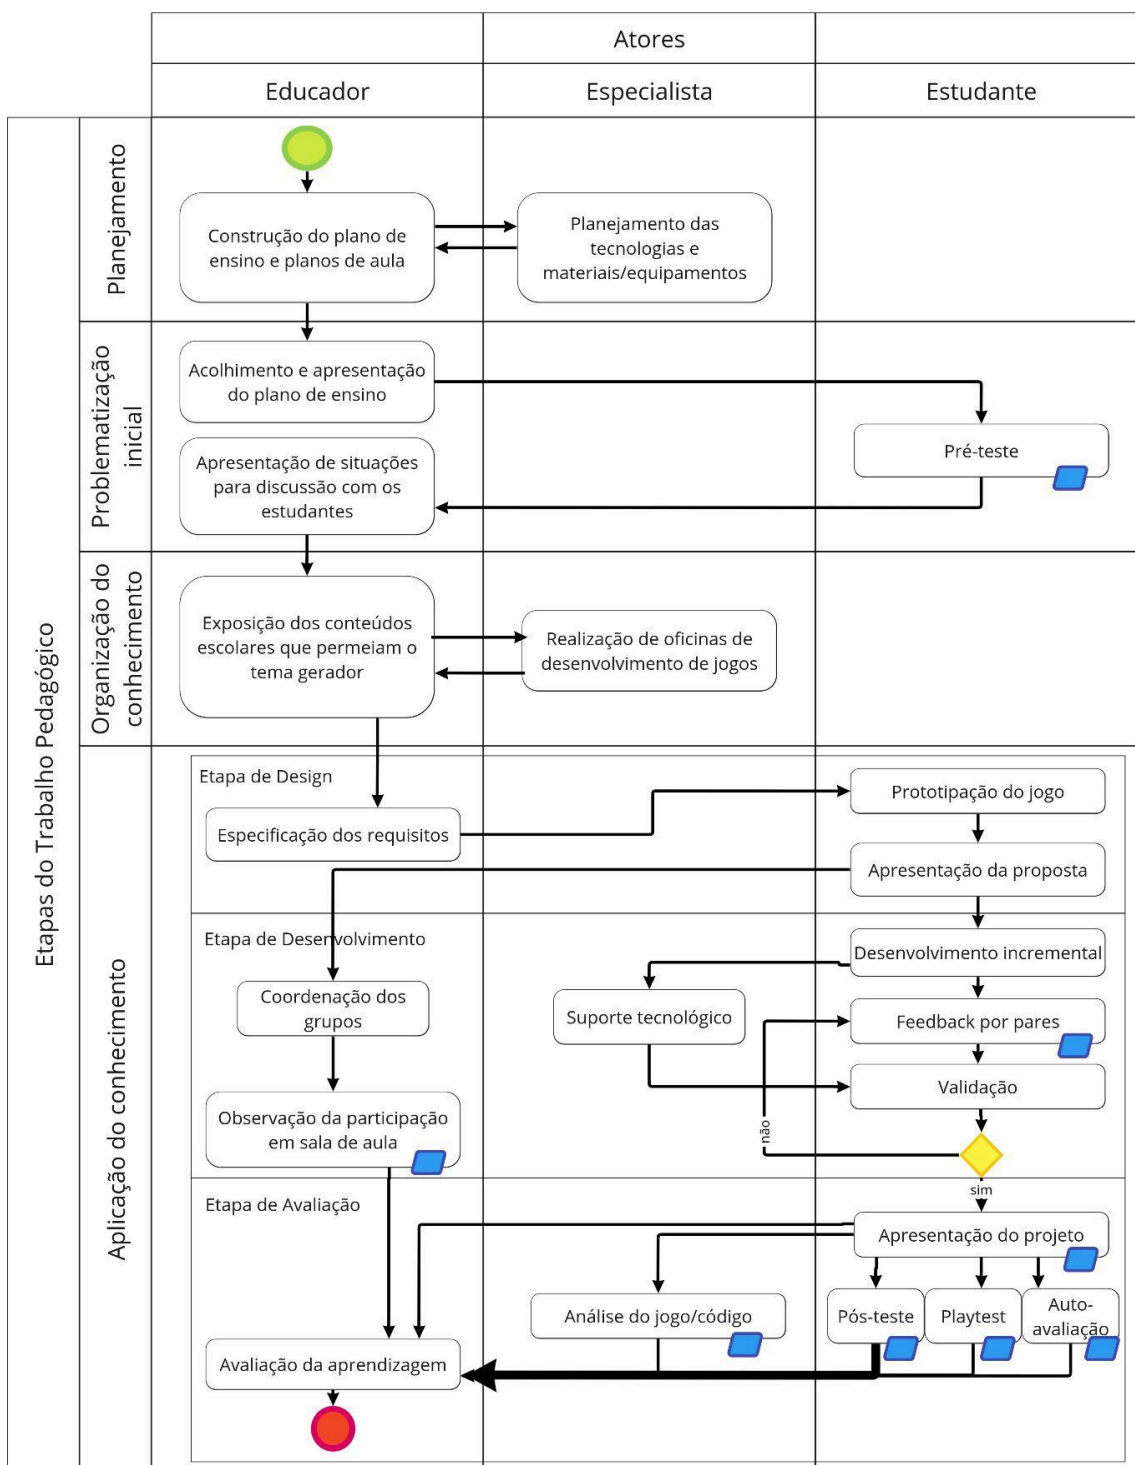 Atores
Educador
Especialista
Estudante
Etapas do Trabalho Pedagógico
Planejamento
Construção do plano de
ensino e planos de aula
Planejamento das
tecnologias e
materiais/equipamentos
Problematização
inicial
Acolhimento e apresentação
do plano de ensino
Pré-teste
Apresentação de situações
para discussão com os
estudantes
Organização do
conhecimento
Exposição dos conteúdos
escolares que permeiam o
tema gerador
Realização de oficinas de
desenvolvimento de jogos
Aplicação do conhecimento
Etapa de Design
Prototipação do jogo
Especificação dos requisitos
Apresentação da proposta
Etapa de Desenvolvimento
Desenvolvimento incremental
Coordenação dos
grupos
Suporte tecnológico
Feedback por pares
Validação
Observação da participação
em sala de aula
não
sim
Etapa de Avaliação
Apresentação do projeto
Análise do jogo/código
Pós-teste
Playtest
Auto-
avaliação
Avaliação da aprendizagem